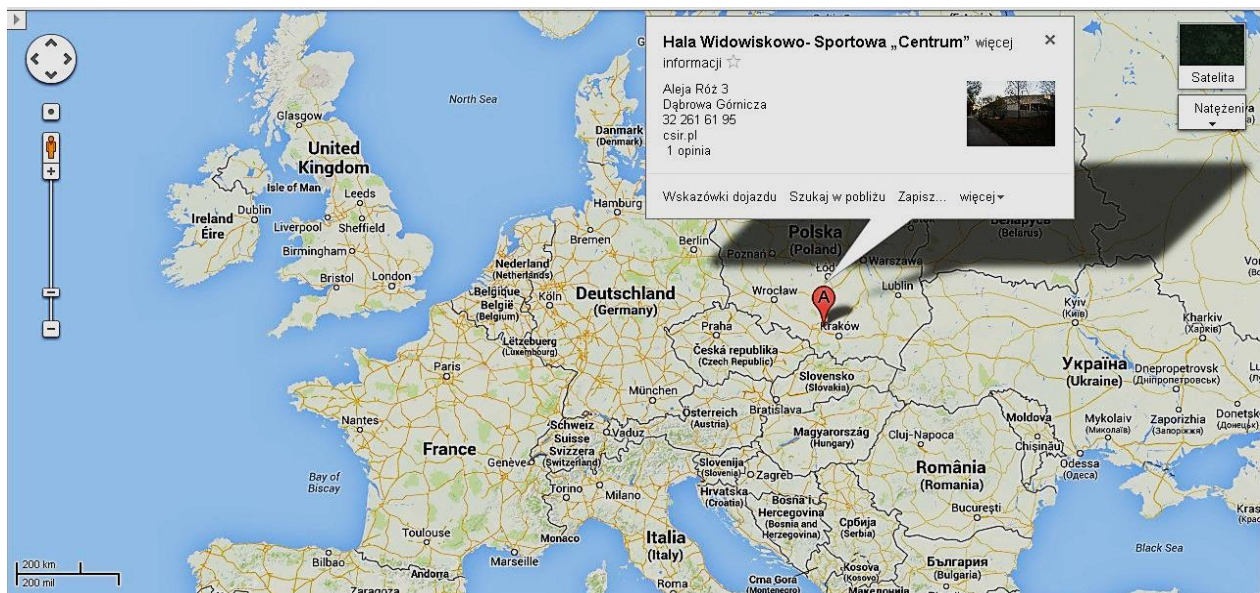 Hala Widowiskowo- Sportowa „Centrum” więcej
informacji
Aleja Róż 3
Dąbrowa Górnicza
32 261 61 95
csir.pl
1 opinia
Wskazówki dojazdu Szukaj w pobliżu Zapisz... więcej
Satelita
Natężeni
North Sea
Glasgow
United
Kingdom
Isle of Man
Leeds
Ireland
Éire
Dublin
Liverpool
Sheffield
Birmingham
Bristol
London
Danmark
(Denmark)
Hamburg
Bremen
Berlin
Nederland
(Netherlands)
België
(Belgium)
Köln
Deutschland
(Germany)
Lëtzebuerg
(Luxembourg)
Polska
(Poland)
Poznań
Warszawa
Łódź
Wrocław
Lublin
A
Kraków
Беларусь
(Belarus)
Praha
Česká republika
(Czech Republic)
Slovensko
(Slovakia)
Kyiv
(Київ)
Kharkiv
(Харків)
Україна
(Ukraine)
Dnepropetrovsk
(Дніпропетровськ)
Paris
München
Österreich
(Austria)
Bratislava
Nantes
Schweiz
Suisse
Svizzera
(Switzerland)
Vaduz
Magyarország
(Hungary)
Cluj-Napoca
Moldova
Chișinău
Mykolaiv
(Миколаїв)
Zaporizhia
(Запоріжжя)
Donetsk
France
Genève
Slovenija
(Slovenia)
Zagreb
România
(Romania)
Odessa
(Одеса)
Bay of
Biscay
Torino
Milano
Hrvatska
(Croatia)
Bosna i
Hercegovina
(Bosnia and
Herzegovina)
Србија
(Serbia)
București
Toulouse
Monaco
Marseille
Italia
(Italy)
Bilbao
Andorra
Zaragoza
Roma
Crna Gora
(Montenegro)
Kosova
(Kosovo)
България
(Bulgaria)
Black Sea
200 km
200 mil